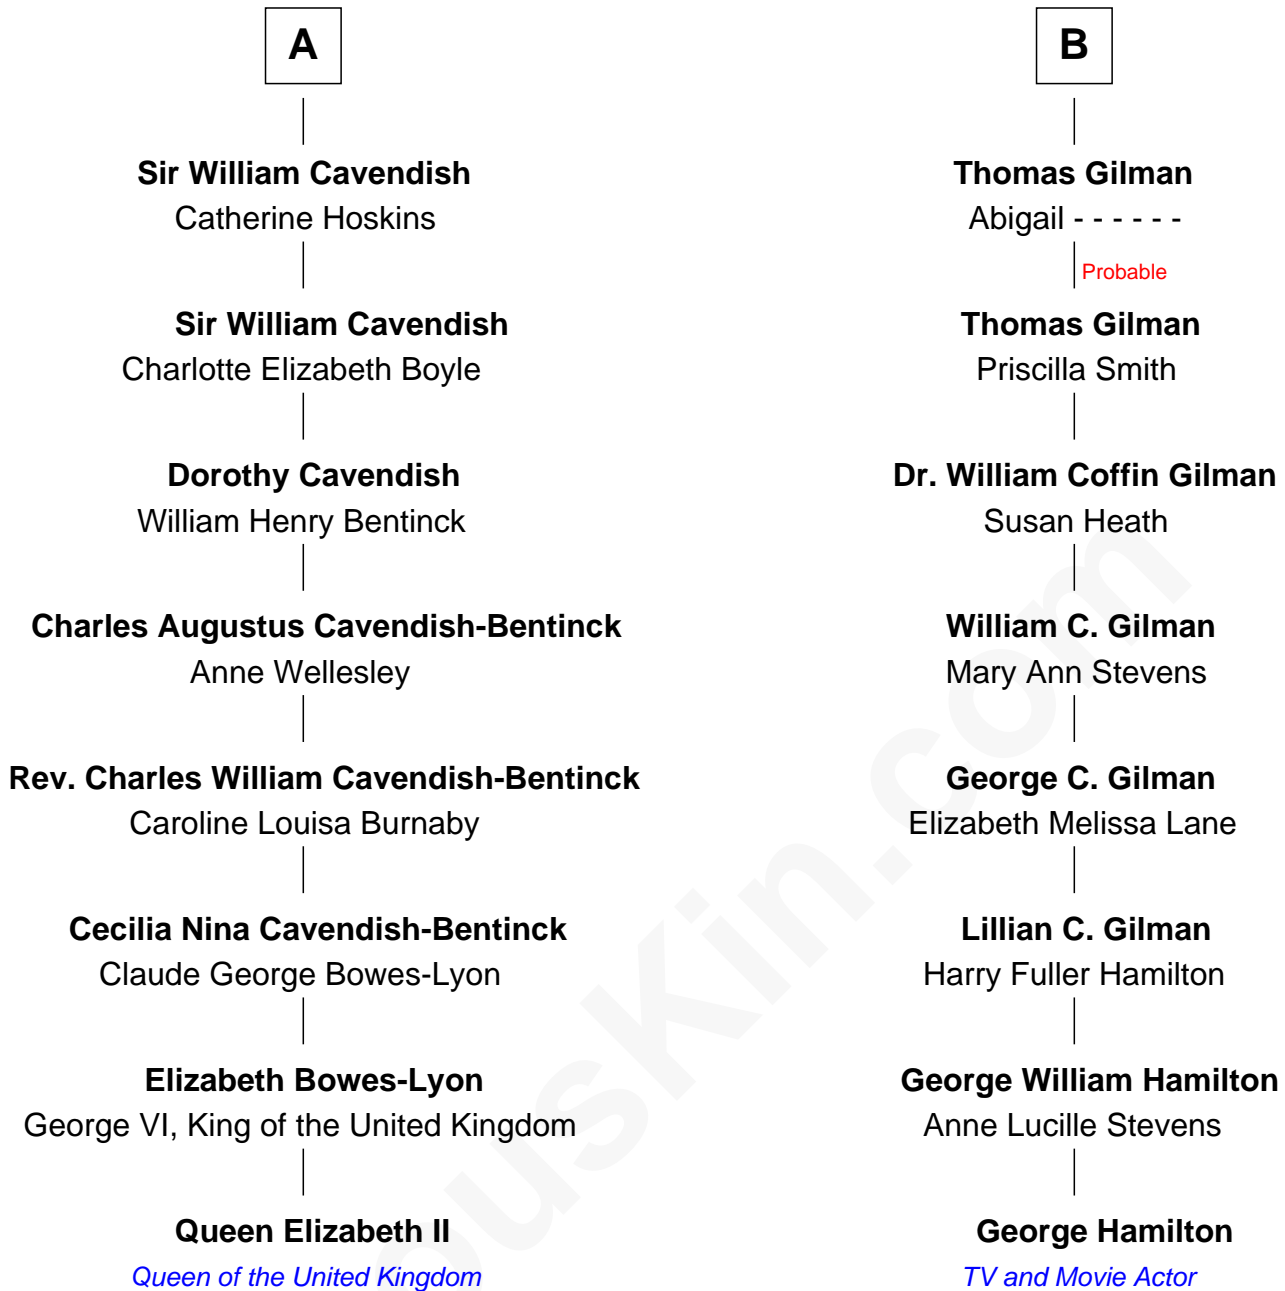 A
Sir William Cavendish
Catherine Hoskins
Sir William Cavendish
Charlotte Elizabeth Boyle
Dorothy Cavendish
William Henry Bentinck
Charles Augustus Cavendish-Bentinck
Anne Wellesley
Rev. Charles William Cavendish-Bentinck
Caroline Louisa Burnaby
Cecilia Nina Cavendish-Bentinck
Claude George Bowes-Lyon
Elizabeth Bowes-Lyon
George VI, King of the United Kingdom
Queen Elizabeth II
Queen of the United Kingdom
B
Thomas Gilman
Abigail - - - - - -
Probable
Thomas Gilman
Priscilla Smith
Dr. William Coffin Gilman
Susan Heath
William C. Gilman
Mary Ann Stevens
George C. Gilman
Elizabeth Melissa Lane
Lillian C. Gilman
Harry Fuller Hamilton
George William Hamilton
Anne Lucille Stevens
George Hamilton
TV and Movie Actor
ousKin.com